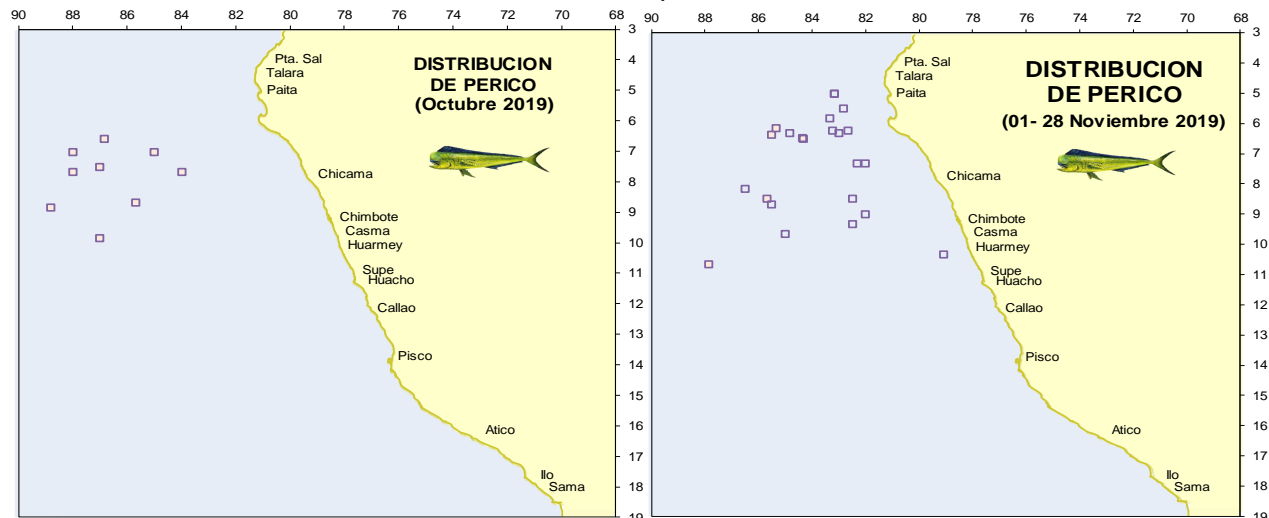 90 88 86 84 82 80 78 76 74 72 70 68
DISTRIBUCION
DE PERICO
(Octubre 2019)
Pta. Sal
Talara
Paita
Chicama
Chimbote
Casma
Huarmey
Supe
Huacho
Callao
Pisco
Atico
Ilo
Sama
3
4
5
6
7
8
9
10
11
12
13
14
15
16
17
18
19
90 88 86 84 82 80 78 76 74 72 70 68
DISTRIBUCION
DE PERICO
(01- 28 Noviembre 2019)
Pta. Sal
Talara
Paita
Chicama
Chimbote
Casma
Huarmey
Supe
Huacho
Callao
Pisco
Atico
Ilo
Sama
3
4
5
6
7
8
9
10
11
12
13
14
15
16
17
18
19